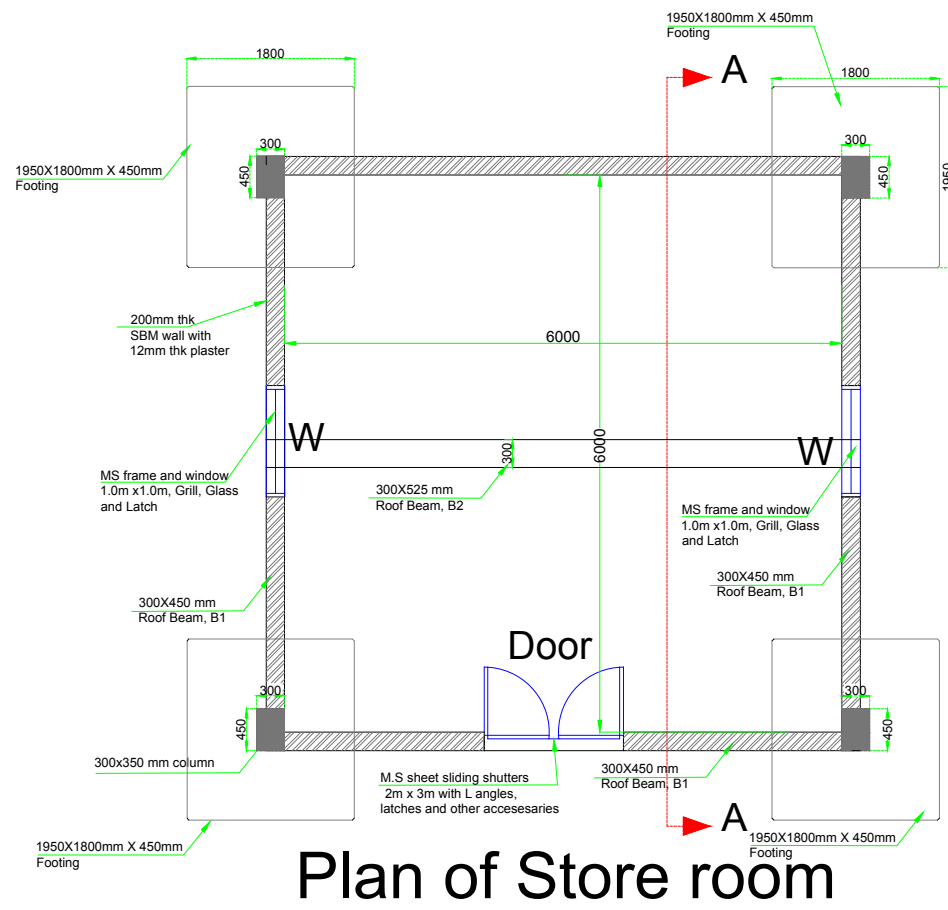 1950X1800mm X 450mm
Footing
A
1800
1800
300
300
450
450
1950
1950X1800mm X 450mm
Footing
200mm thk
SBM wall with
12mm thk plaster
6000
6000
W
W
300
MS frame and window
1.0m x1.0m, Grill, Glass
and Latch
300X525 mm
Roof Beam, B2
MS frame and window
1.0m x1.0m, Grill, Glass
and Latch
300X450 mm
Roof Beam, B1
300X450 mm
Roof Beam, B1
Door
300
300
450
450
300x350 mm column
M.S sheet sliding shutters
2m x 3m with L angles,
latches and other accesesaries
300X450 mm
Roof Beam, B1
A
1950X1800mm X 450mm
Footing
1950X1800mm X 450mm
Footing
Plan of Store room